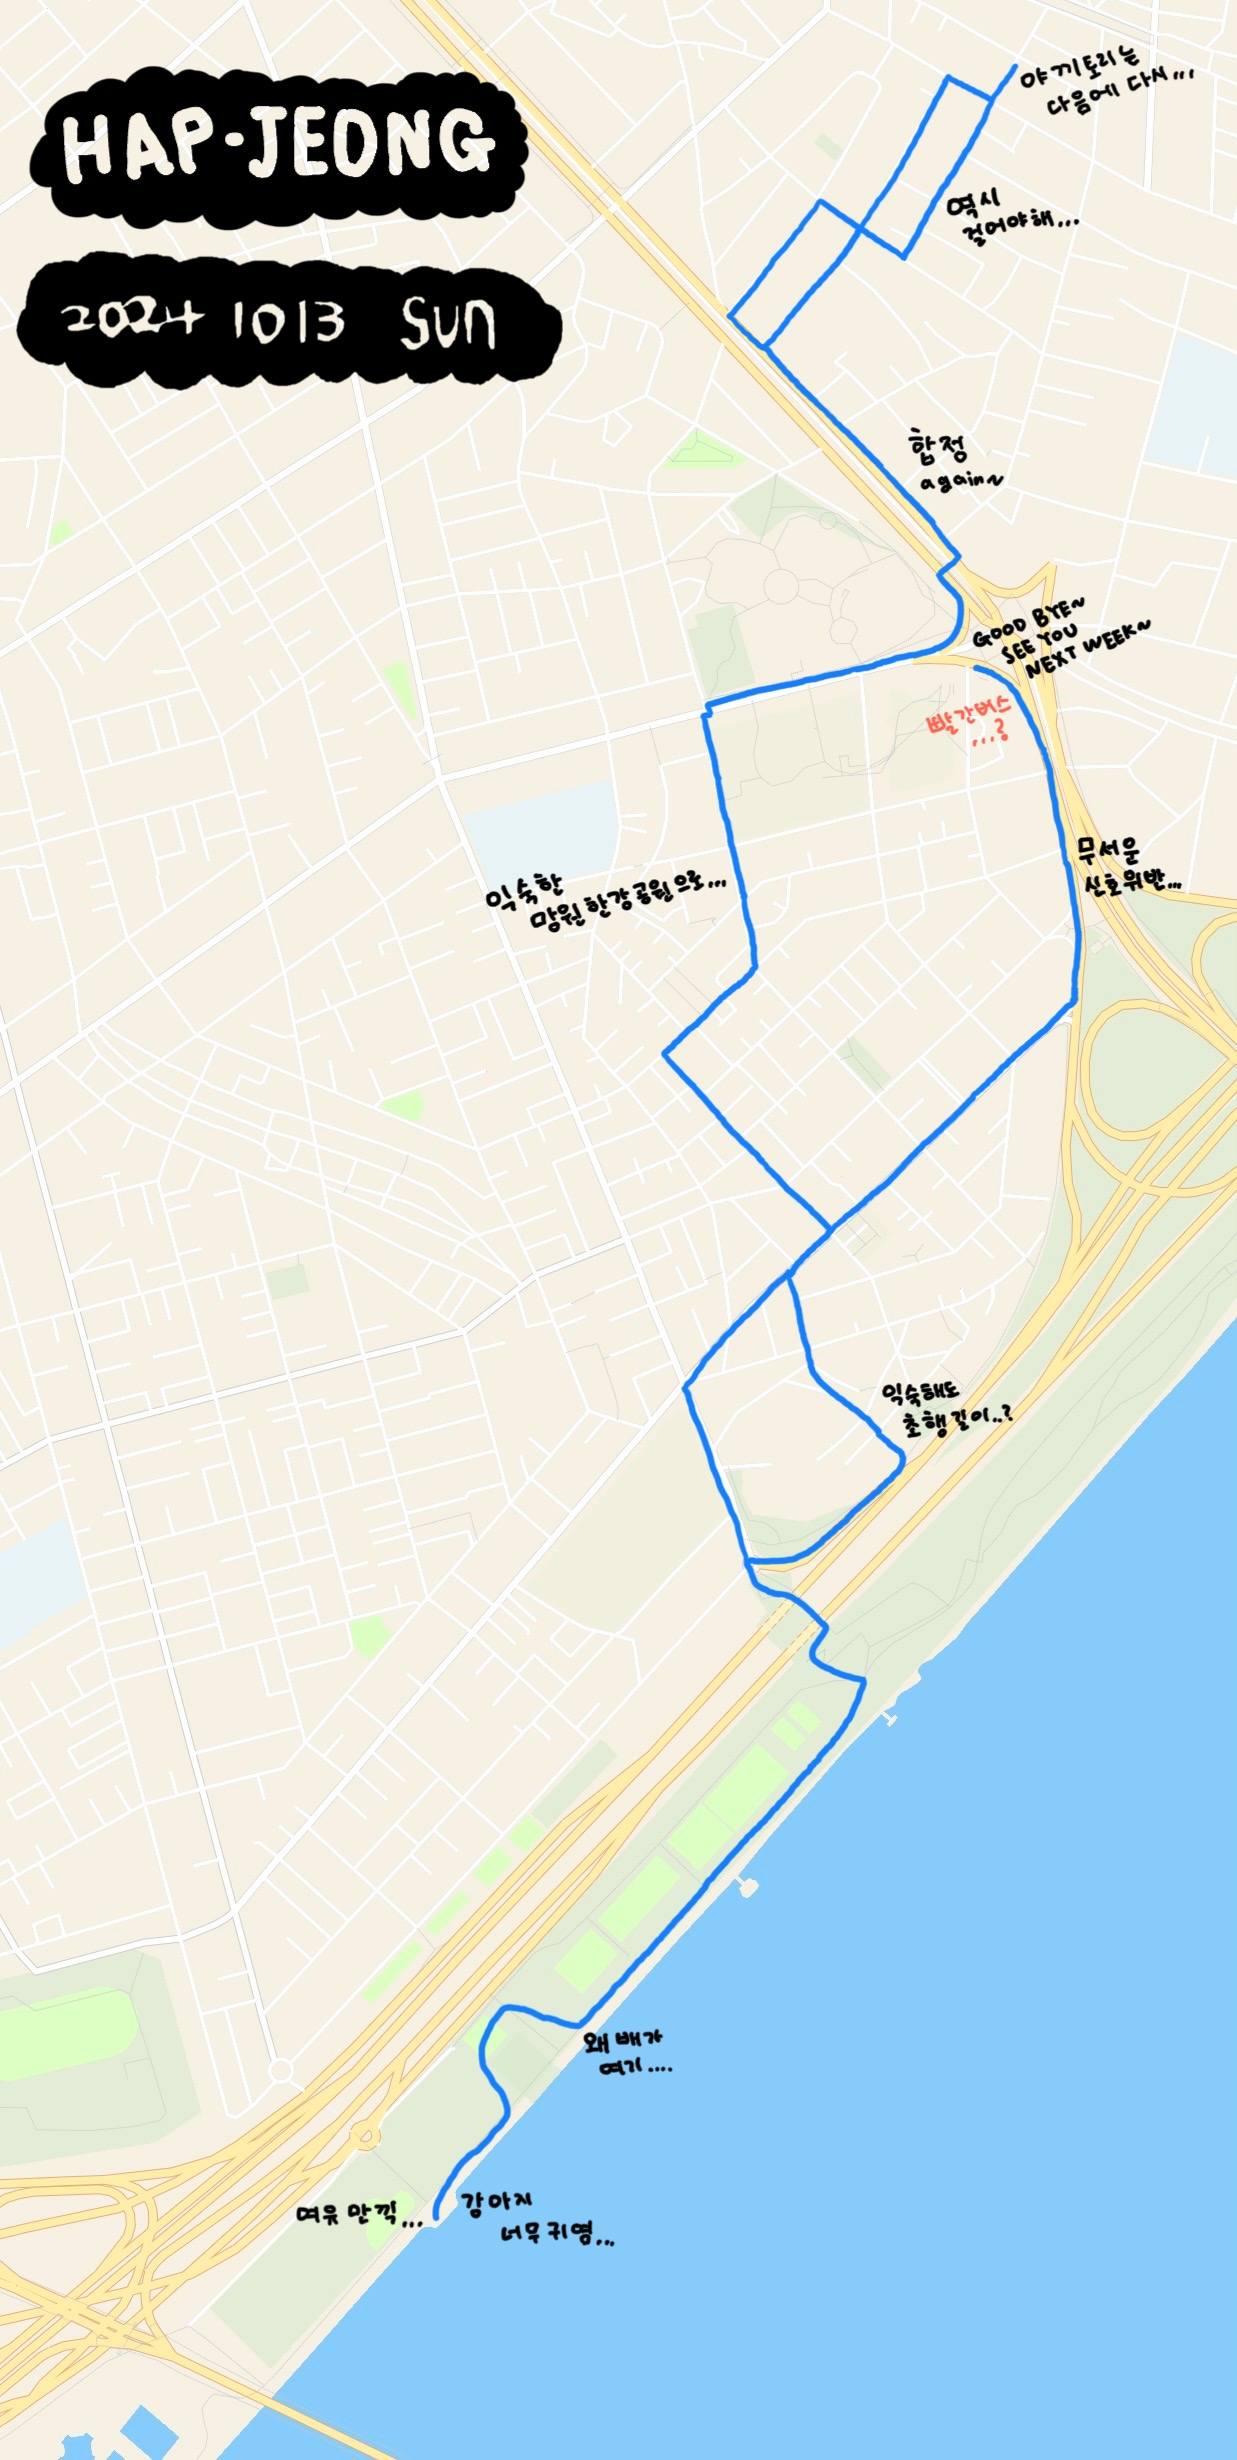 HAP-JEONG
2024 1013 Sun
야끼토리는
다음에 다시...
역시
걸어야해...
합정
again~
GOOD BYE~
SEE YOU
NEXT WEEK~
빨간버스
...?
무서운
신호위반...
익숙한
망원한강공원으로...
익숙해도
초행길이..?
왜 배가
여기....
여유 만끽...
강아지
너무 귀염...